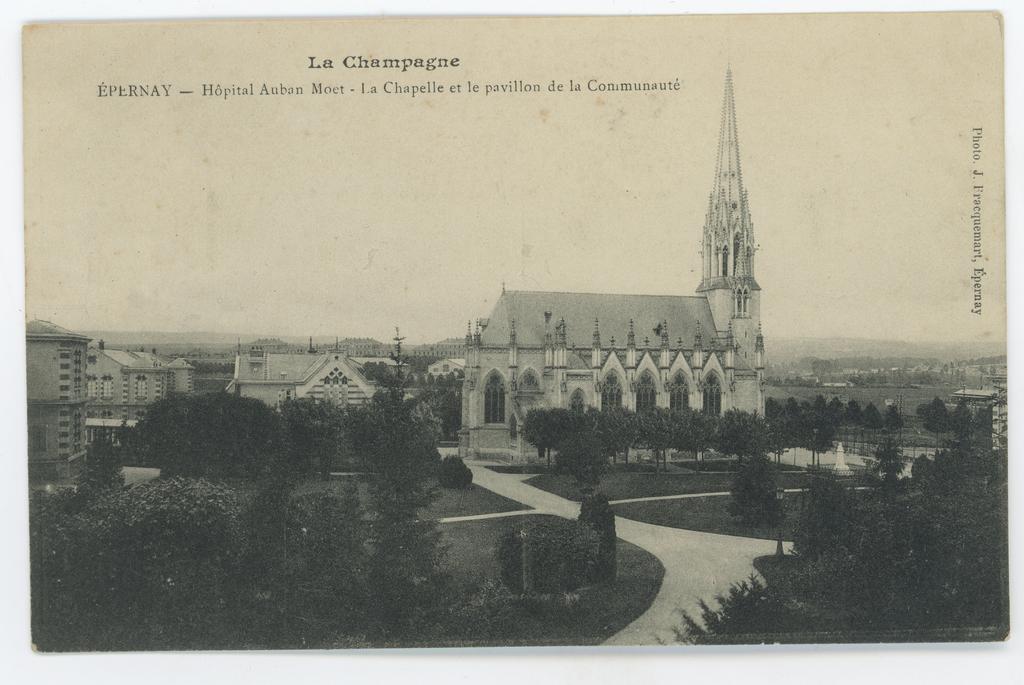 La Champagne
ÉPERNAY — Hôpital Auban Moet - La Chapelle et le pavillon de la Communauté
Photo. J. Fracquemart, Épernay